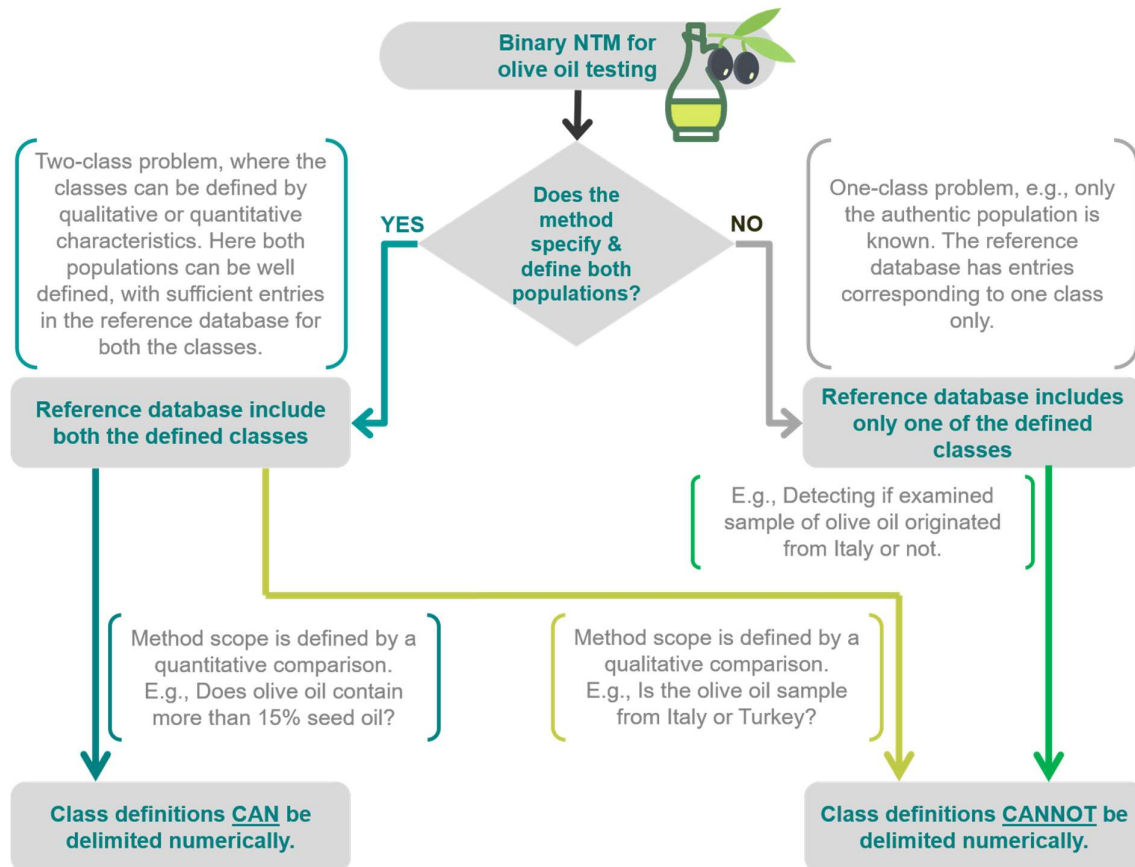 Binary NTM for
olive oil testing
Two-class problem, where the
classes can be defined by
qualitative or quantitative
characteristics. Here both
populations can be well
defined, with sufficient entries
in the reference database for
both the classes.
YES
Does the
method
specify &
define both
populations?
NO
One-class problem, e.g., only
the authentic population is
known. The reference
database has entries
corresponding to one class
only.
Reference database include
both the defined classes
Reference database includes
only one of the defined
classes
E.g., Detecting if examined
sample of olive oil originated
from Italy or not.
Method scope is defined by a
quantitative comparison.
E.g., Does olive oil contain
more than 15% seed oil?
Method scope is defined by a
qualitative comparison.
E.g., Is the olive oil sample
from Italy or Turkey?
Class definitions CAN be
delimited numerically.
Class definitions CANNOT be
delimited numerically.